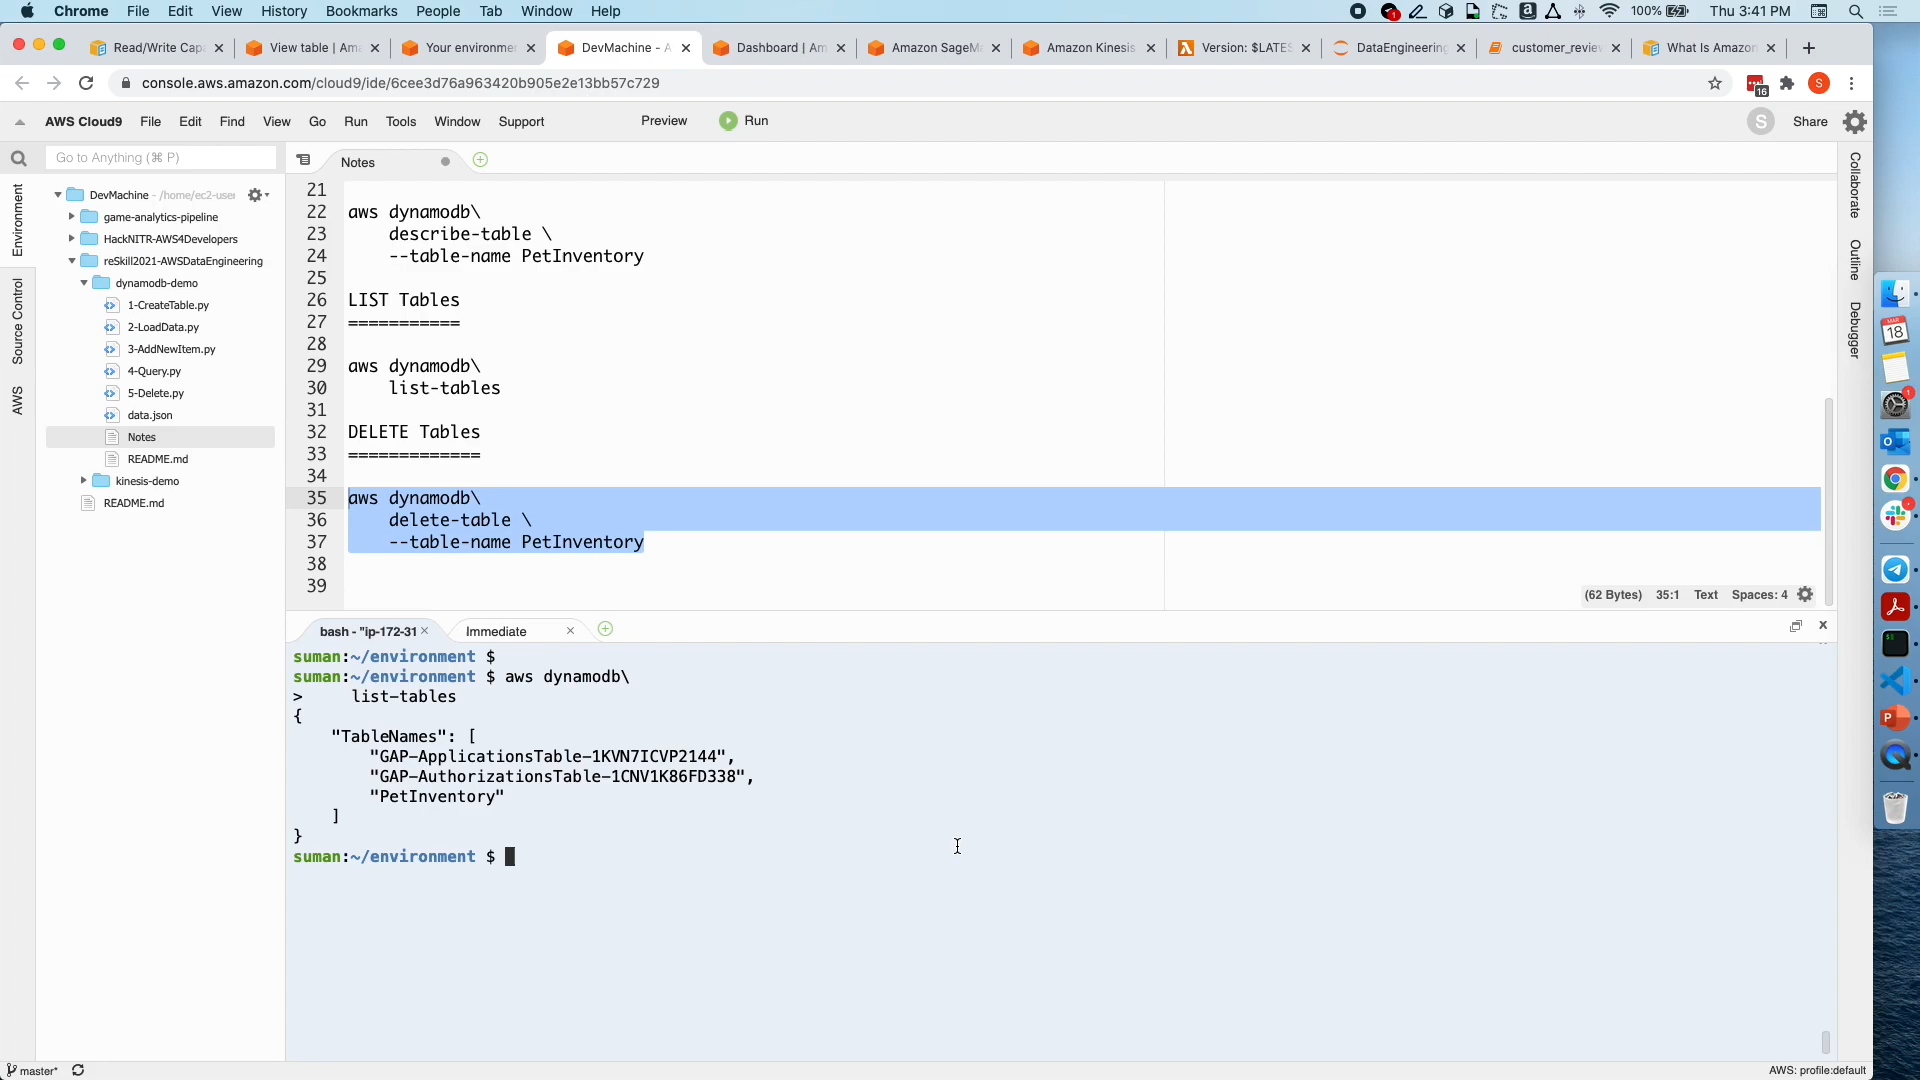 Chrome File Edit View History Bookmarks People Tab Window Help
100% Thu 3:41 PM
Read/Write Cap
View table | Am
Your environme
DevMachine - A
Dashboard | Am
Amazon SageM
Amazon Kinesis
Version: $LATES
DataEngineering
customer_review
What Is Amazon
console.aws.amazon.com/cloud9/ide/6cee3d76a963420b905e2e13bb57c729
16
S
AWS Cloud9 File Edit Find View Go Run Tools Window Support Preview Run
S Share
Go to Anything (⌘ P)
Notes
Environment
Source Control
AWS
Collaborate
Outline
Debugger
DevMachine - /home/ec2-user
game-analytics-pipeline
HackNITR-AWS4Developers
reSkill2021-AWSDataEngineering
dynamodb-demo
1-CreateTable.py
2-LoadData.py
3-AddNewItem.py
4-Query.py
5-Delete.py
data.json
Notes
README.md
kinesis-demo
README.md
21
22 aws dynamodb\
23 describe-table \
24 --table-name PetInventory
25
26 LIST Tables
27 ===========
28
29 aws dynamodb\
30 list-tables
31
32 DELETE Tables
33 =============
34
35 aws dynamodb\
36 delete-table \
37 --table-name PetInventory
38
39
(62 Bytes) 35:1 Text Spaces: 4
bash - "ip-172-31
Immediate
suman:~/environment $
suman:~/environment $ aws dynamodb\
> list-tables
{
"TableNames": [
"GAP-ApplicationsTable-1KVN7ICVP2144",
"GAP-AuthorizationsTable-1CNV1K86FD338",
"PetInventory"
]
}
suman:~/environment $
master*
AWS: profile:default
MAR
18
1